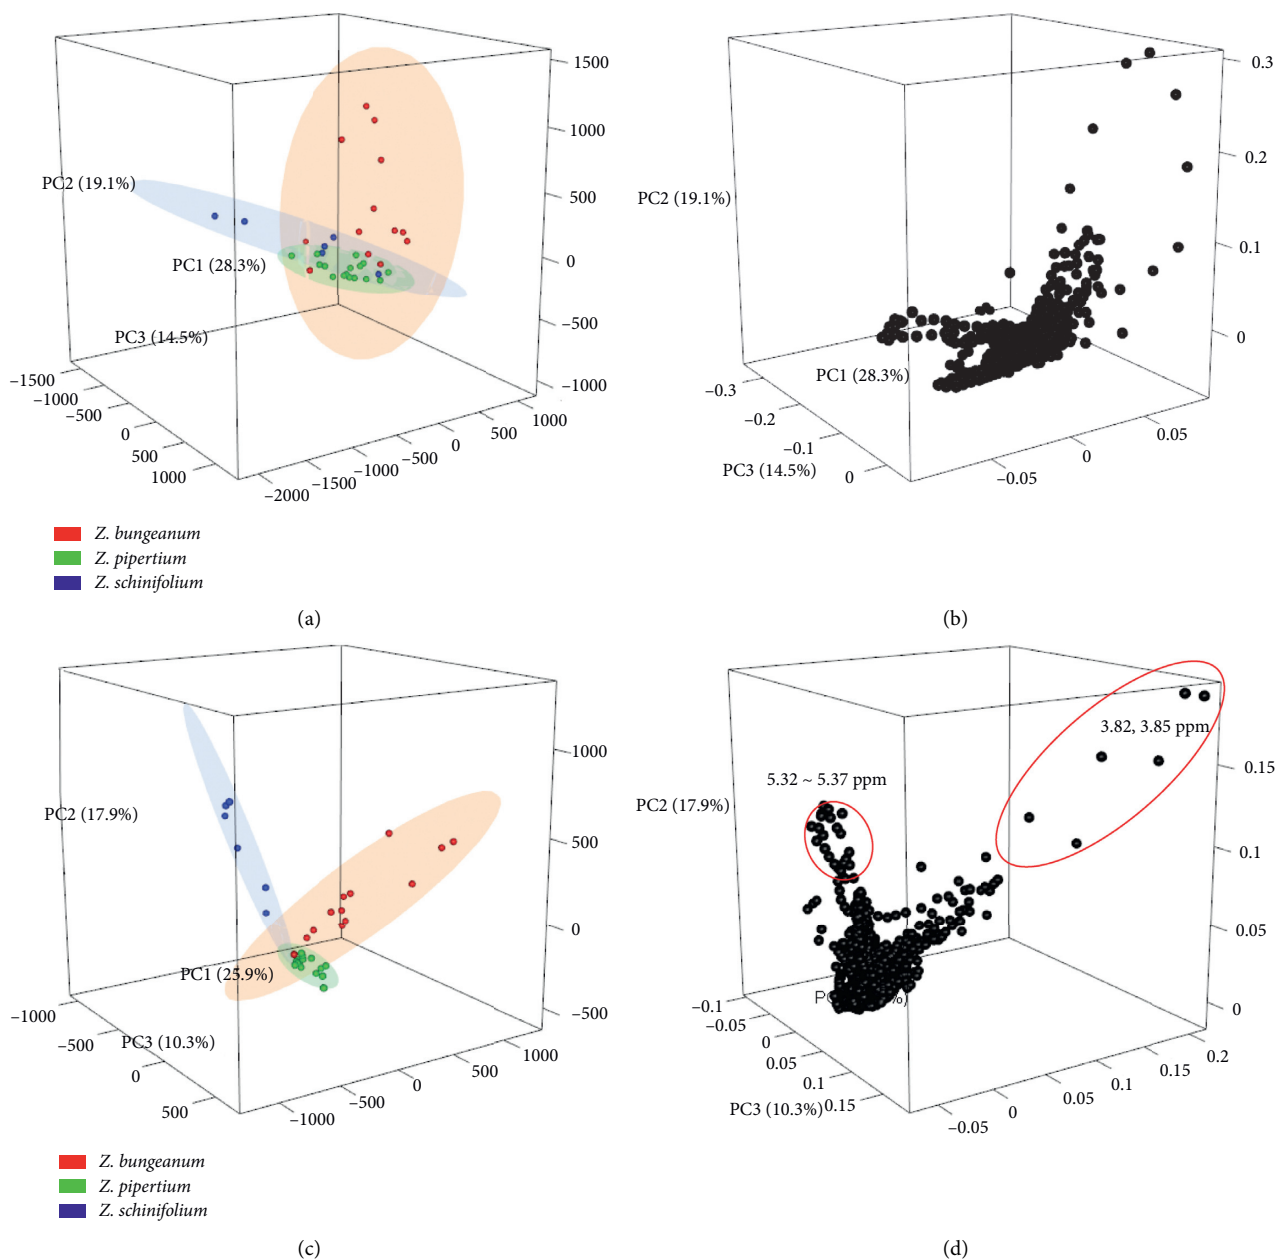 1500
1000
500
0
−500
−1000
PC2 (19.1%)
PC1 (28.3%)
PC3 (14.5%)
−1500
−1000
−500
0
500
1000
−2000
−1500
−1000
−500
0
500
1000
Z. bungeanum
Z. pipertium
Z. schinifolium
(a)
0.3
0.2
0.1
0
PC2 (19.1%)
PC1 (28.3%)
PC3 (14.5%)
−0.3
−0.2
−0.1
0
−0.05
0
0.05
(b)
1000
500
0
−500
PC2 (17.9%)
PC1 (25.9%)
PC3 (10.3%)
−1000
−500
0
500
−1000
−500
0
500
1000
Z. bungeanum
Z. pipertium
Z. schinifolium
(c)
3.82, 3.85 ppm
5.32 ~ 5.37 ppm
0.15
0.1
0.05
0
PC2 (17.9%)
PC3 (10.3%)
−0.1
−0.05
0
0.05
0.1
0.15
−0.05
0
0.05
0.1
0.15
0.2
(d)